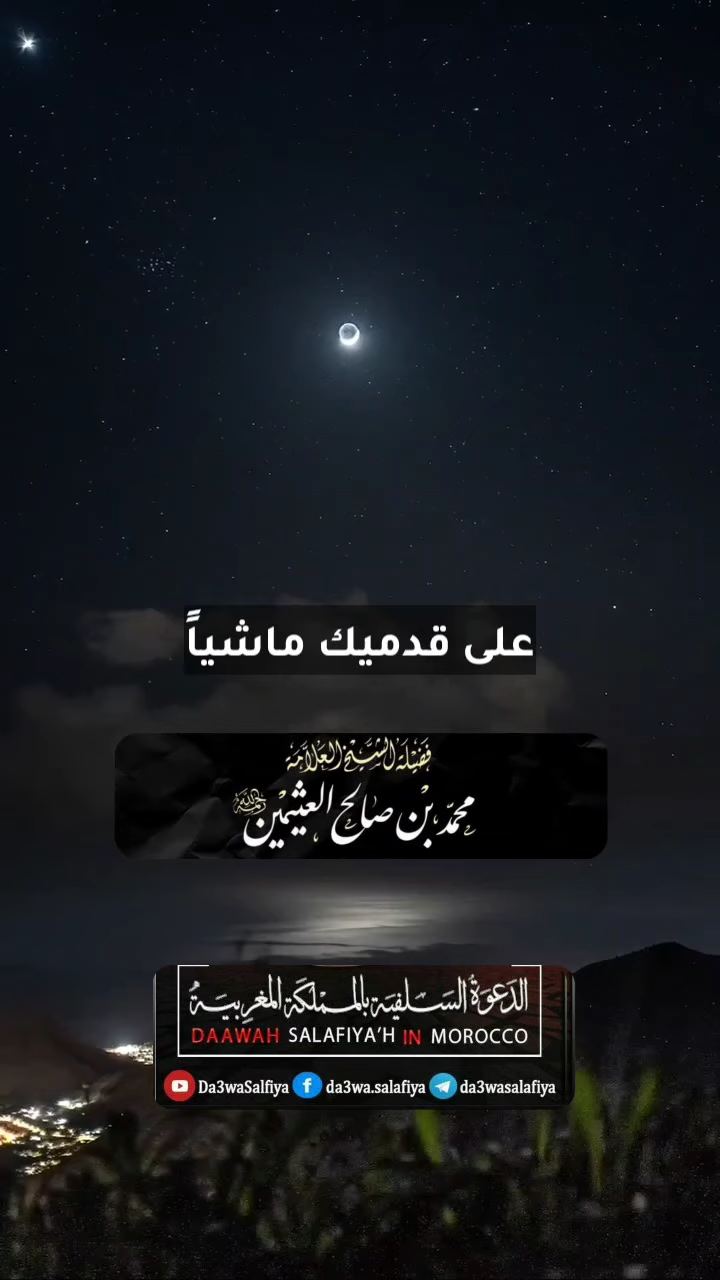 على قدميك ماشياً
فضيلة الشيخ العلامة
محمد بن صالح العثيمين رحمه الله
الدعوة السلفية بالمملكة المغربية
DAAWAH SALAFIYA'H IN MOROCCO
Da3waSalfiya da3wa.salafiya da3wasalafiya